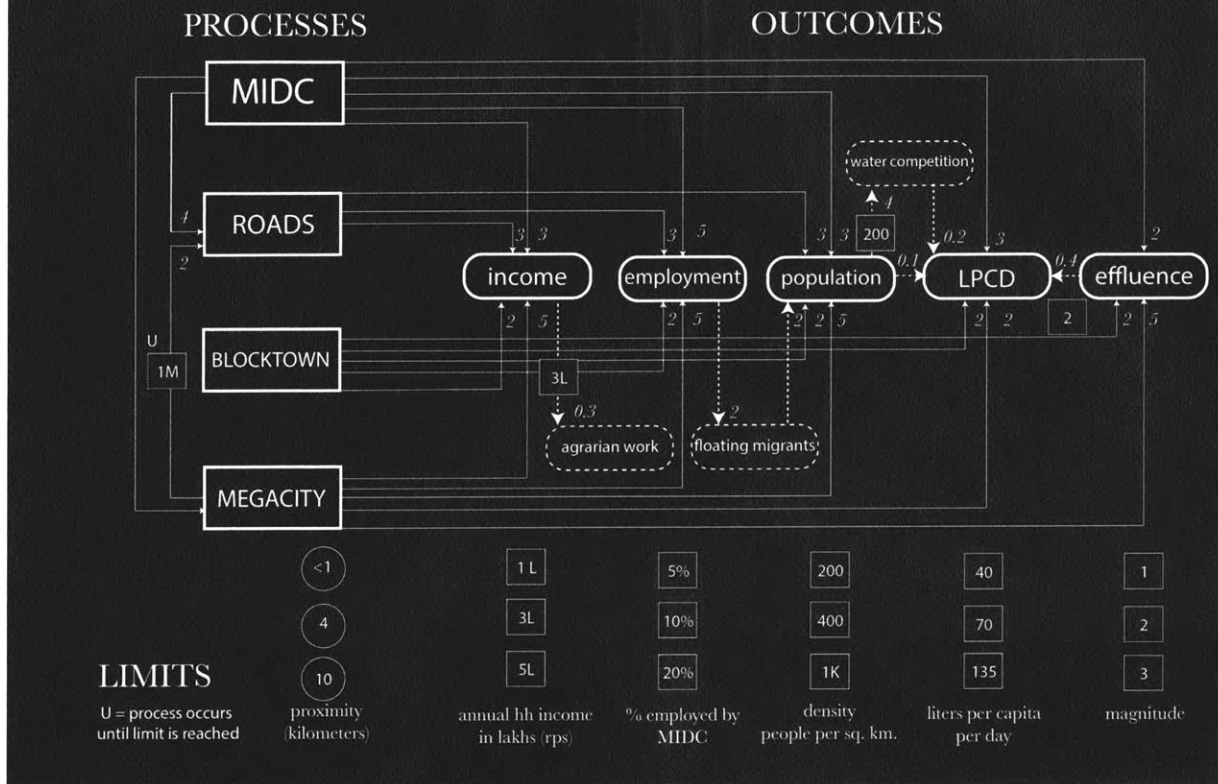 PROCESSES OUTCOMES
MIDC
water competition
4 4
ROADS 200
2 3 3 3 5 3 3 0.1 0.2 3 0.4 2
income employment population LPCD effluence
2 5 2 5 2 2 5 2 2 2 2 5
U
1M BLOCKTOWN 3L
0.3 2
agrarian work floating migrants
MEGACITY
<1 1 L 5% 200 40 1
4 3L 10% 400 70 2
10 5L 20% 1K 135 3
LIMITS
U = process occurs
until limit is reached
proximity
(kilometers)
annual hh income
in lakhs (rps)
% employed by
MIDC
density
people per sq. km.
liters per capita
per day
magnitude